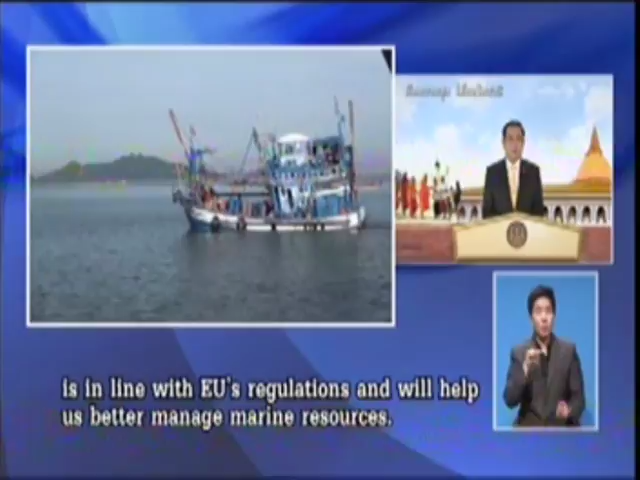 is in line with EU's regulations and will help
us better manage marine resources.